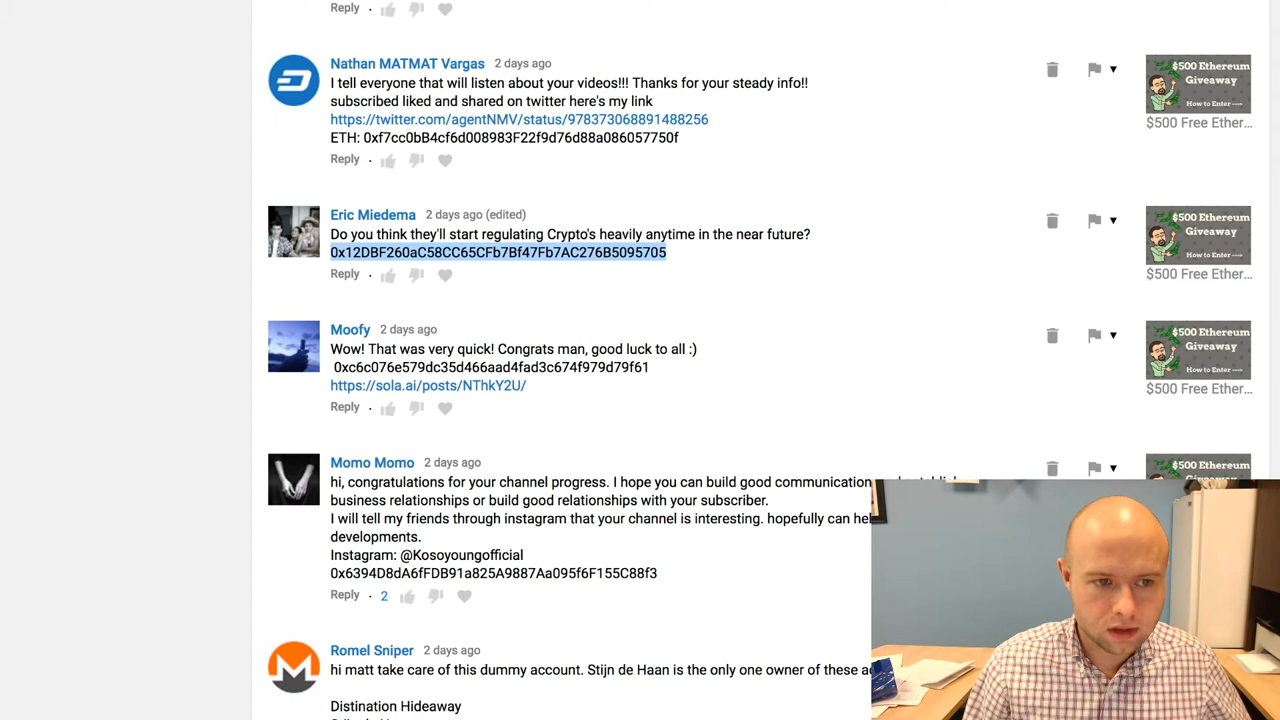 Reply
Nathan MATMAT Vargas 2 days ago
I tell everyone that will listen about your videos!!! Thanks for your steady info!!
subscribed liked and shared on twitter here's my link
https://twitter.com/agentNMV/status/978373068891488256
ETH: 0xf7cc0bB4cf6d008983F22f9d76d88a086057750f
Reply
$500 Ethereum
Giveaway
How to Enter
$500 Free Ether...
Eric Miedema 2 days ago (edited)
Do you think they'll start regulating Crypto's heavily anytime in the near future?
0x12DBF260aC58CC65CFb7Bf47Fb7AC276B5095705
Reply
$500 Ethereum
Giveaway
How to Enter
$500 Free Ether...
Moofy 2 days ago
Wow! That was very quick! Congrats man, good luck to all :)
0xc6c076e579dc35d466aad4fad3c674f979d79f61
https://sola.ai/posts/NThkY2U/
Reply
$500 Ethereum
Giveaway
How to Enter
$500 Free Ether...
Momo Momo 2 days ago
hi, congratulations for your channel progress. I hope you can build good communication
business relationships or build good relationships with your subscriber.
I will tell my friends through instagram that your channel is interesting. hopefully can
developments.
Instagram: @Kosoyoungofficial
0x6394D8dA6fFDB91a825A9887Aa095f6F155C88f3
Reply 2
$500 Ethereum
Romel Sniper 2 days ago
hi matt take care of this dummy account. Stijn de Haan is the only one owner of these
Distination Hideaway